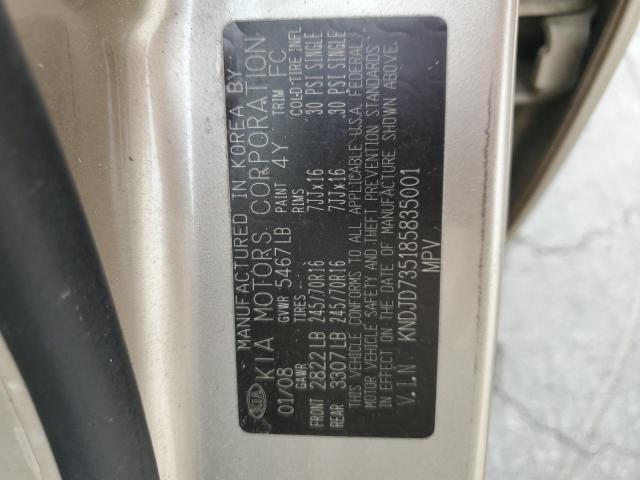 MANUFACTURED IN KOREA BY
KIA KIA MOTORS CORPORATION
01/08 GVWR 5467 LB PAINT 4Y TRIM FC
GAWR TIRES RIMS COLD TIRE INFL
FRONT 2822 LB 245/70R16 7JJx16 30 PSI SINGLE
REAR 3307 LB 245/70R16 7JJx16 30 PSI SINGLE
THIS VEHICLE CONFORMS TO ALL APPLICABLE U.S.A. FEDERAL
MOTOR VEHICLE SAFETY AND THEFT PREVENTION STANDARDS
IN EFFECT ON THE DATE OF MANUFACTURE SHOWN ABOVE.
V.I.N KNDJD735185835001
MPV